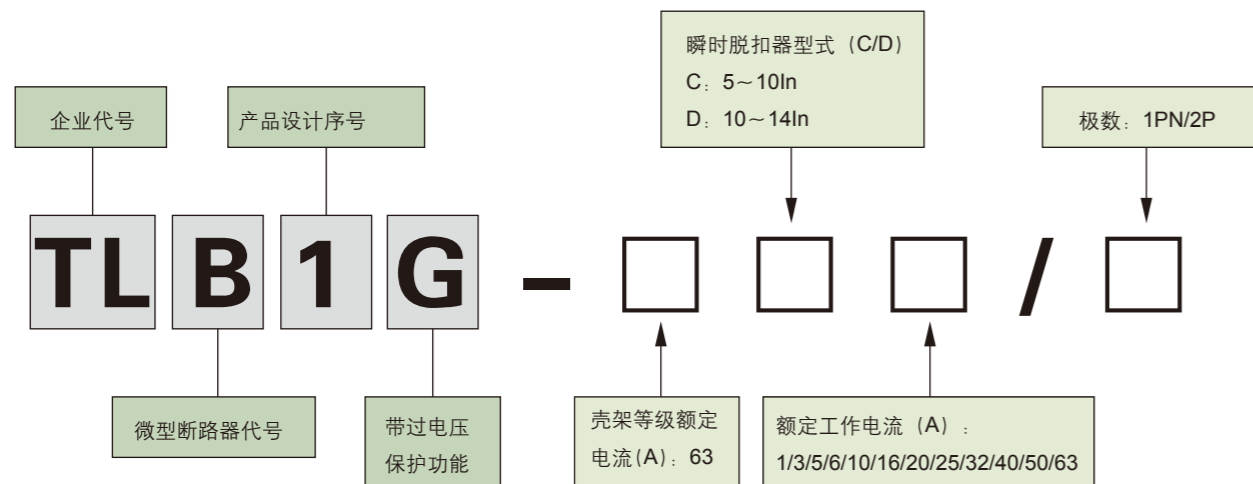 瞬时脱扣器型式（C/D）
C：5～10In
D：10～14In
企业代号
产品设计序号
极数：1PN/2P
TL B 1 G - □ □ □ / □
微型断路器代号
带过电压
保护功能
壳架等级额定
电流(A)：63
额定工作电流（A）：
1/3/5/6/10/16/20/25/32/40/50/63